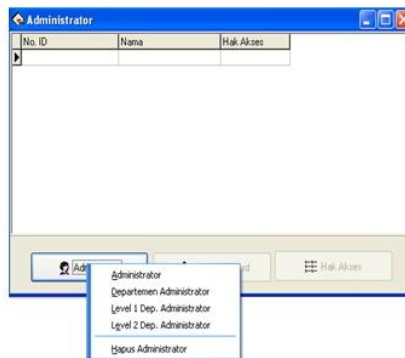 Administrator
No. ID Nama Hak Akses
Hak Akses
Administrator
Departemen Administrator
Level 1 Dep. Administrator
Level 2 Dep. Administrator
Hapus Administrator